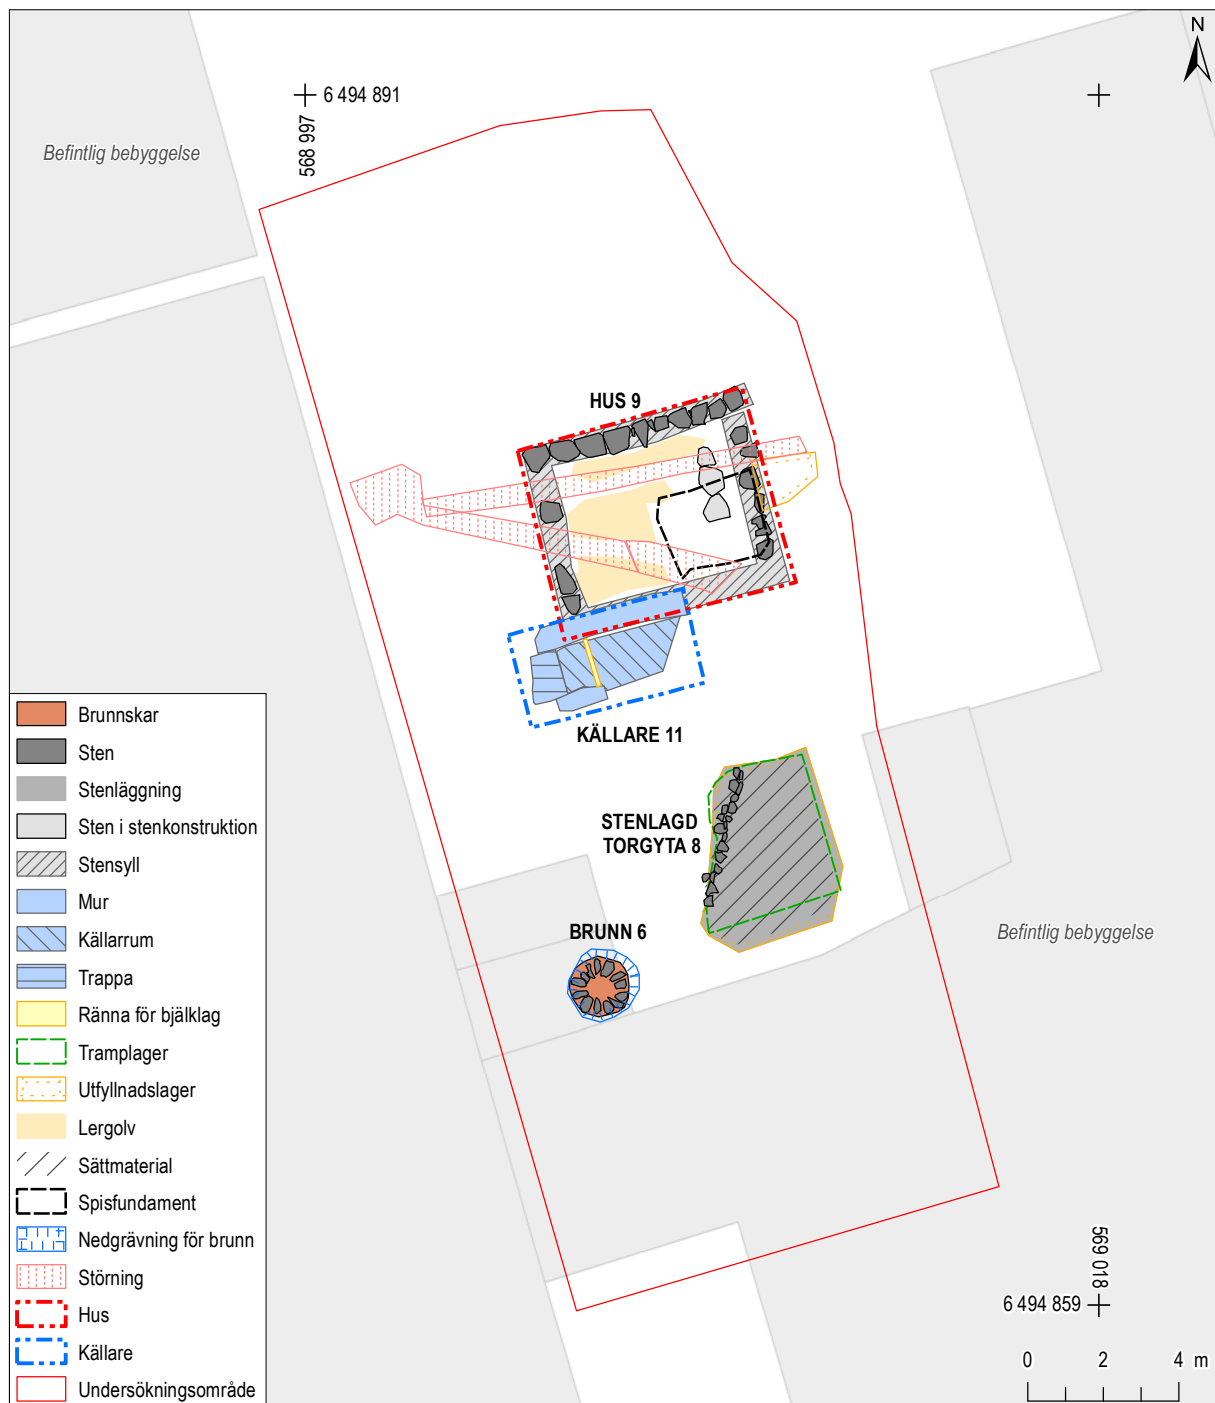 N
6 494 891
568 997
Befintlig bebyggelse
HUS 9
KÄLLARE 11
STENLAGD
TORGYTA 8
BRUNN 6
Befintlig bebyggelse
Brunnskar
Sten
Stenläggning
Sten i stenkonstruktion
Stensyll
Mur
Källarrum
Trappa
Ränna för bjälklag
Tramplager
Utfyllnadslager
Lergolv
Sättmaterial
Spisfundament
Nedgrävning för brunn
Störning
Hus
Källare
Undersökningsområde
569 018
6 494 859
0 2 4 m